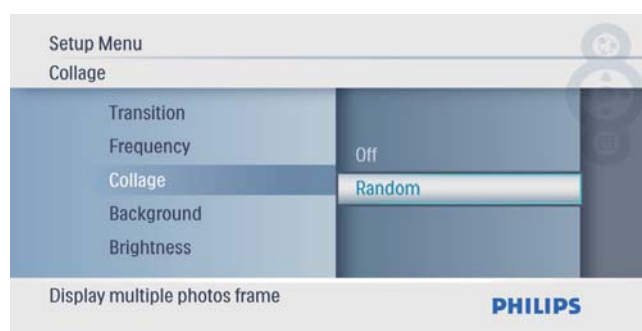 Setup Menu
Collage
Transition
Frequency
Collage
Background
Brightness
Off
Random
Display multiple photos frame
PHILIPS